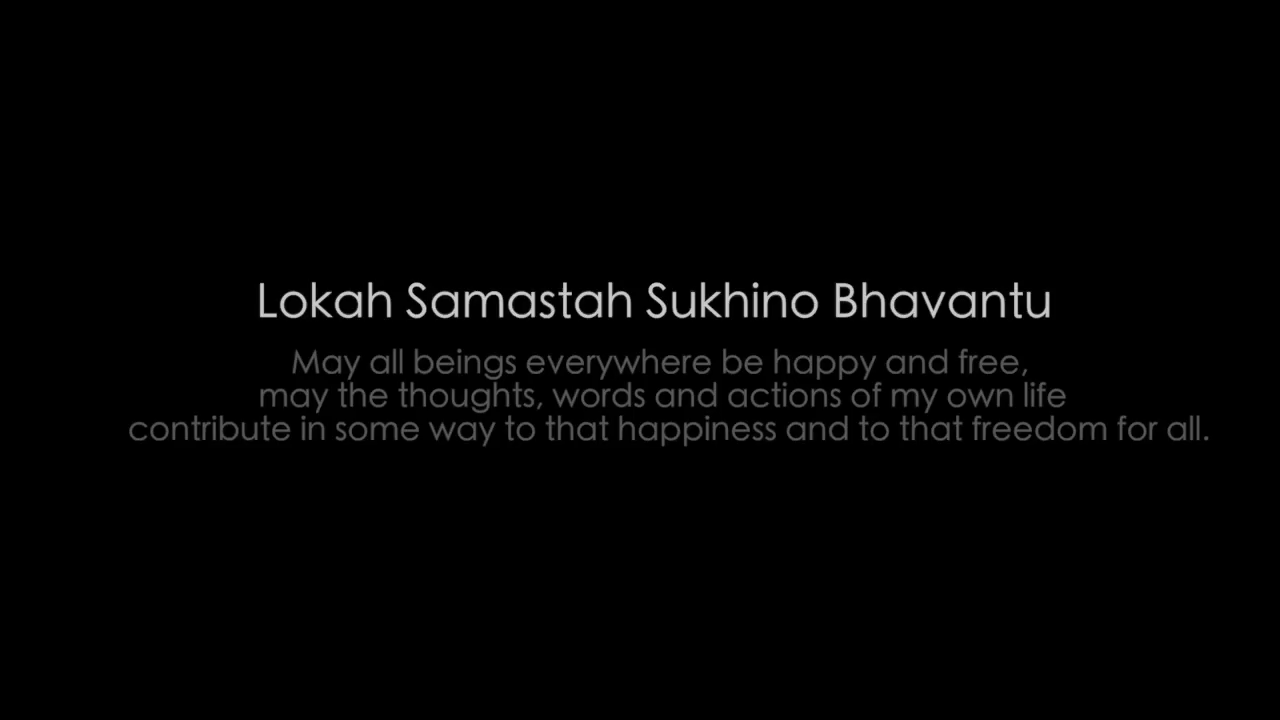 Lokah Samastah Sukhino Bhavantu
May all beings everywhere be happy and free,
may the thoughts, words and actions of my own life
contribute in some way to that happiness and to that freedom for all.